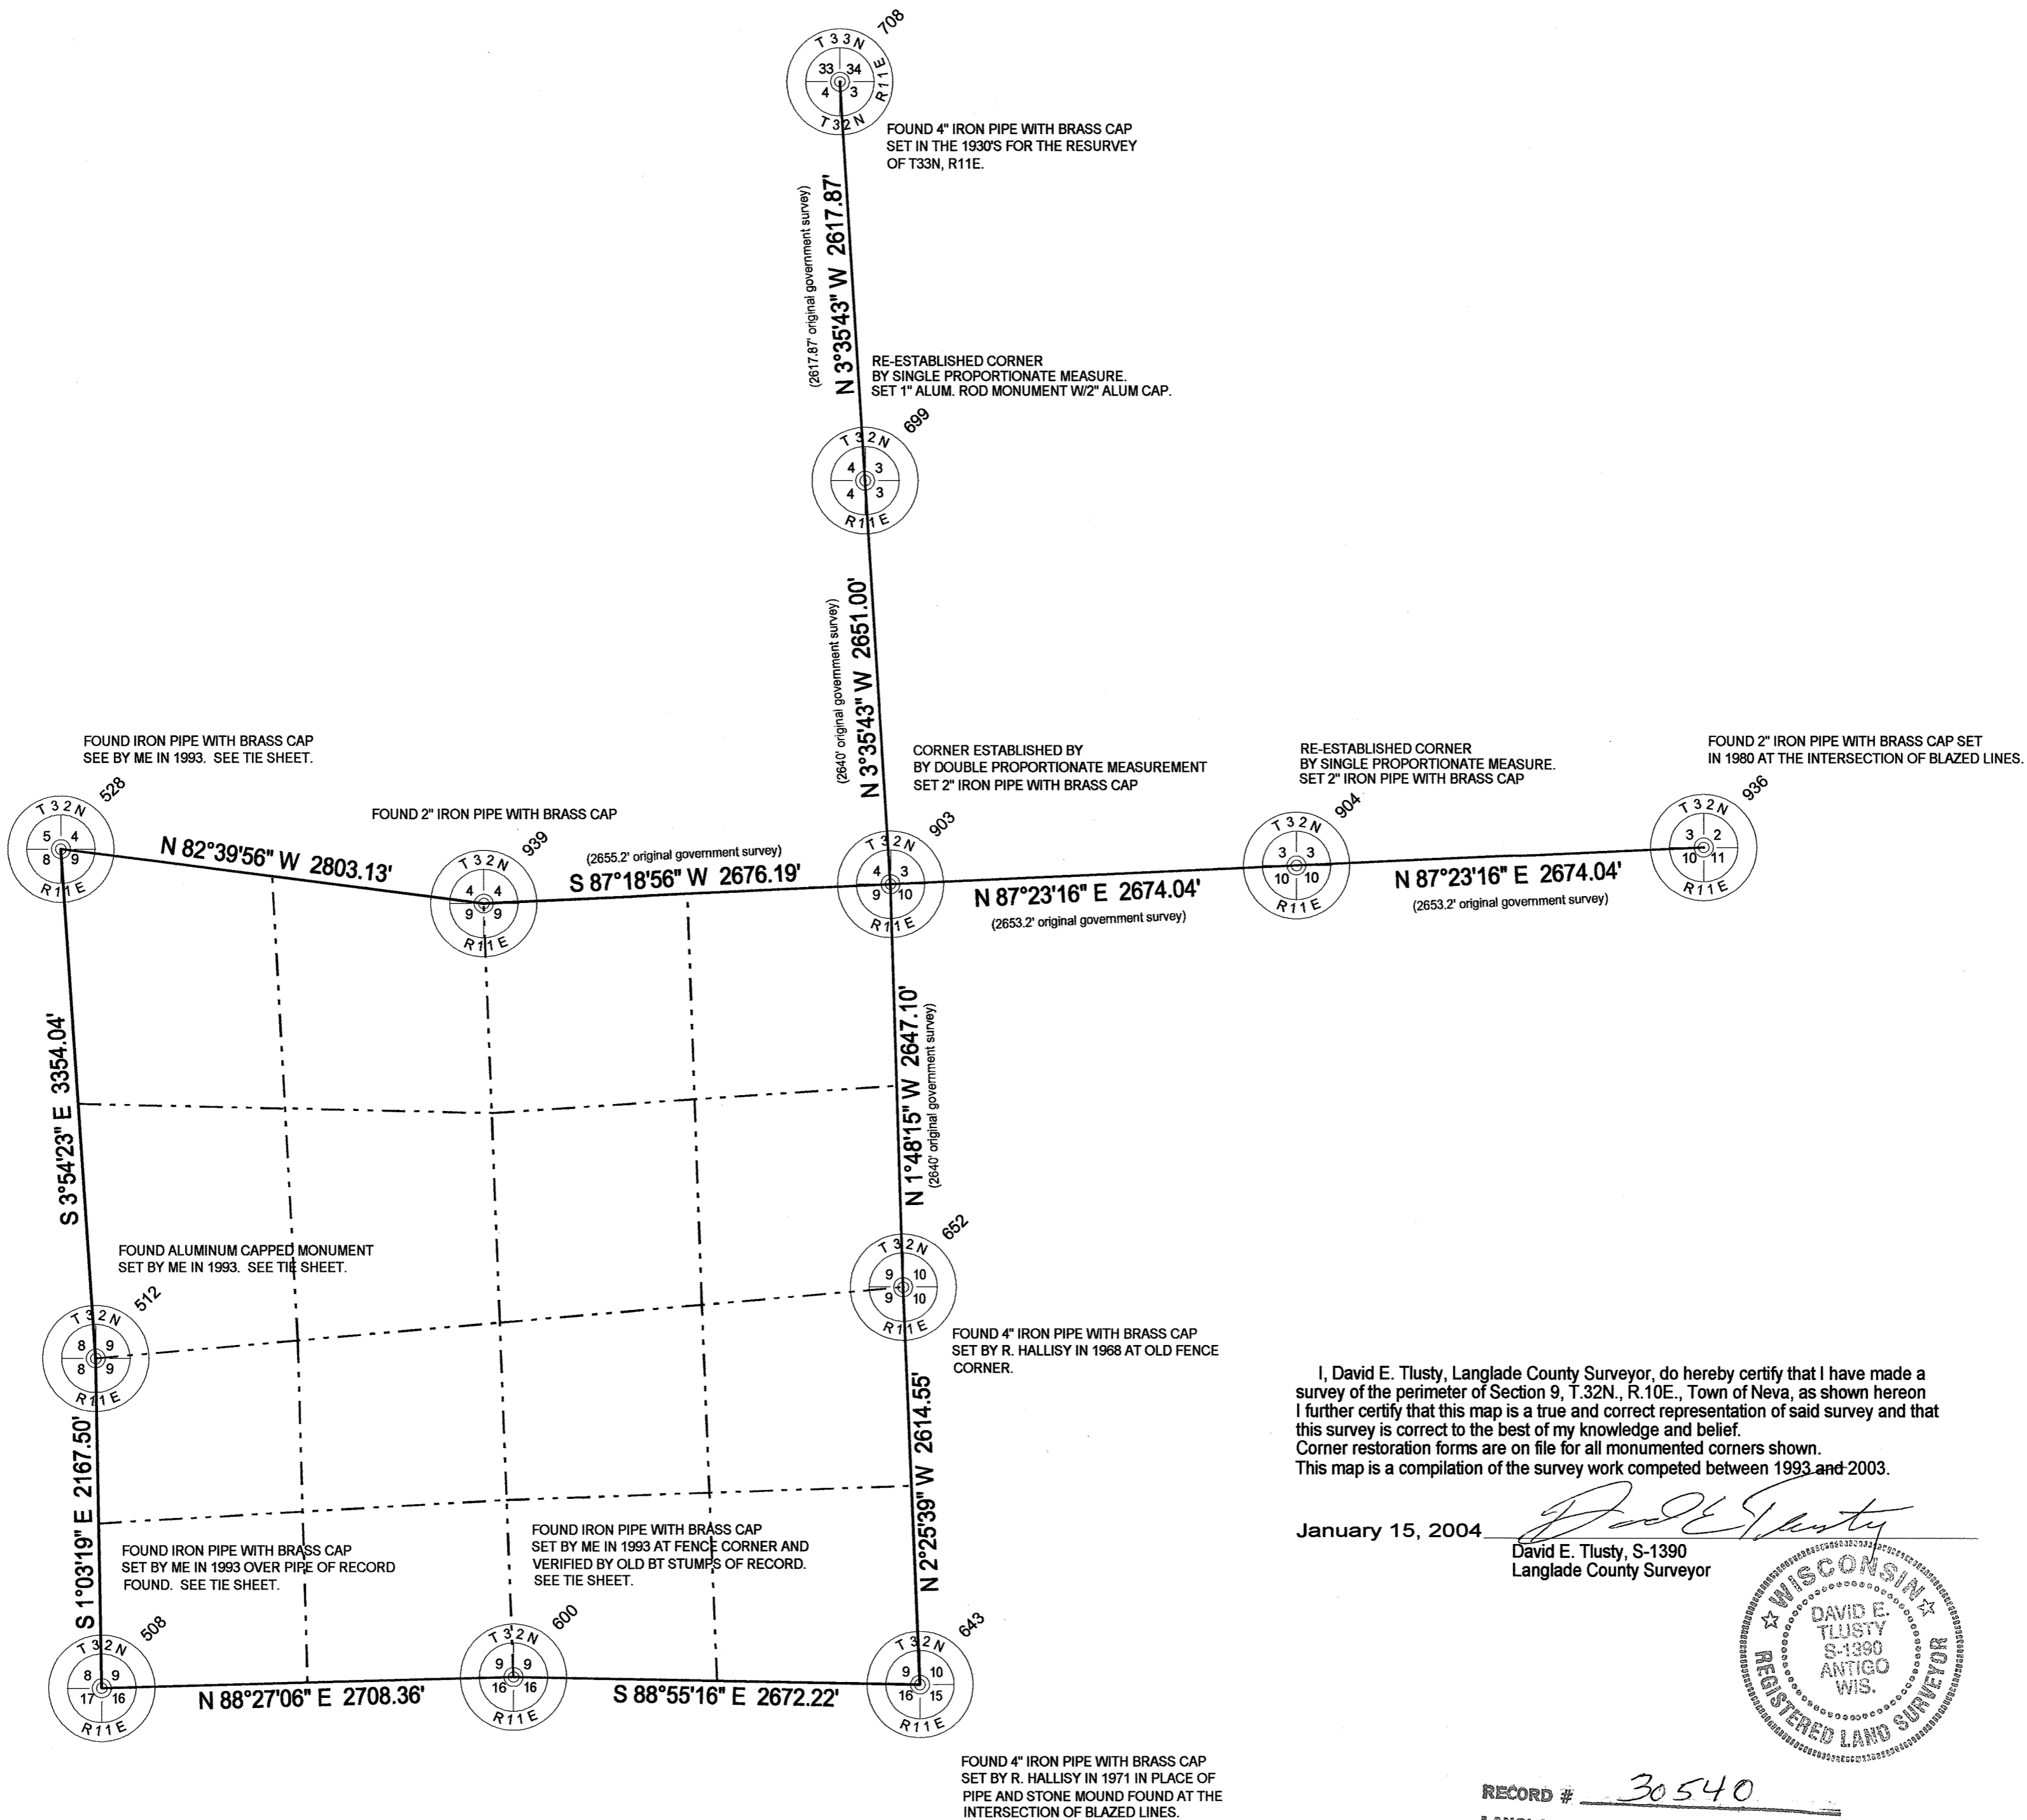 708
T 33N
33 34
4 3
R11E
T32N
FOUND 4" IRON PIPE WITH BRASS CAP
SET IN THE 1930'S FOR THE RESURVEY
OF T33N, R11E.
(2617.87' original government survey)
N 3°35'43" W 2617.87'
RE-ESTABLISHED CORNER
BY SINGLE PROPORTIONATE MEASURE.
SET 1" ALUM. ROD MONUMENT W/2" ALUM CAP.
699
T 32N
4 3
4 3
R11E
(2640' original government survey)
N 3°35'43" W 2651.00'
FOUND IRON PIPE WITH BRASS CAP
SEE BY ME IN 1993. SEE TIE SHEET.
528
T 32N
5 4
8 9
R11E
N 82°39'56" W 2803.13'
FOUND 2" IRON PIPE WITH BRASS CAP
939
T 32N
4 4
9 9
R11E
(2655.2' original government survey)
S 87°18'56" W 2676.19'
CORNER ESTABLISHED BY
BY DOUBLE PROPORTIONATE MEASUREMENT
SET 2" IRON PIPE WITH BRASS CAP
903
T 32N
4 3
9 10
R11E
N 87°23'16" E 2674.04'
(2653.2' original government survey)
RE-ESTABLISHED CORNER
BY SINGLE PROPORTIONATE MEASURE.
SET 2" IRON PIPE WITH BRASS CAP
904
T 32N
3 3
10 10
R11E
N 87°23'16" E 2674.04'
(2653.2' original government survey)
FOUND 2" IRON PIPE WITH BRASS CAP SET
IN 1980 AT THE INTERSECTION OF BLAZED LINES.
936
T 32N
3 2
10 11
R11E
S 3°54'23" E 3354.04'
N 1°48'15" W 2647.10'
(2640' original government survey)
FOUND ALUMINUM CAPPED MONUMENT
SET BY ME IN 1993. SEE TIE SHEET.
512
T 32N
8 9
8 9
R11E
652
T 32N
9 10
9 10
R11E
FOUND 4" IRON PIPE WITH BRASS CAP
SET BY R. HALLISY IN 1968 AT OLD FENCE
CORNER.
S 1°03'19" E 2167.50'
N 2°25'39" W 2614.55'
FOUND IRON PIPE WITH BRASS CAP
SET BY ME IN 1993 OVER PIPE OF RECORD
FOUND. SEE TIE SHEET.
508
T 32N
8 9
17 16
R11E
N 88°27'06" E 2708.36'
FOUND IRON PIPE WITH BRASS CAP
SET BY ME IN 1993 AT FENCE CORNER AND
VERIFIED BY OLD BT STUMPS OF RECORD.
SEE TIE SHEET.
600
T 32N
9 9
16 16
R11E
S 88°55'16" E 2672.22'
643
T 32N
9 10
16 15
R11E
FOUND 4" IRON PIPE WITH BRASS CAP
SET BY R. HALLISY IN 1971 IN PLACE OF
PIPE AND STONE MOUND FOUND AT THE
INTERSECTION OF BLAZED LINES.
I, David E. Tlusty, Langlade County Surveyor, do hereby certify that I have made a
survey of the perimeter of Section 9, T.32N., R.10E., Town of Neva, as shown hereon
I further certify that this map is a true and correct representation of said survey and that
this survey is correct to the best of my knowledge and belief.
Corner restoration forms are on file for all monumented corners shown.
This map is a compilation of the survey work competed between 1993 and 2003.
January 15, 2004 David E Tlusty
David E. Tlusty, S-1390
Langlade County Surveyor
WISCONSIN
DAVID E.
TLUSTY
S-1390
ANTIGO
WIS.
REGISTERED LAND SURVEYOR
RECORD # 30540